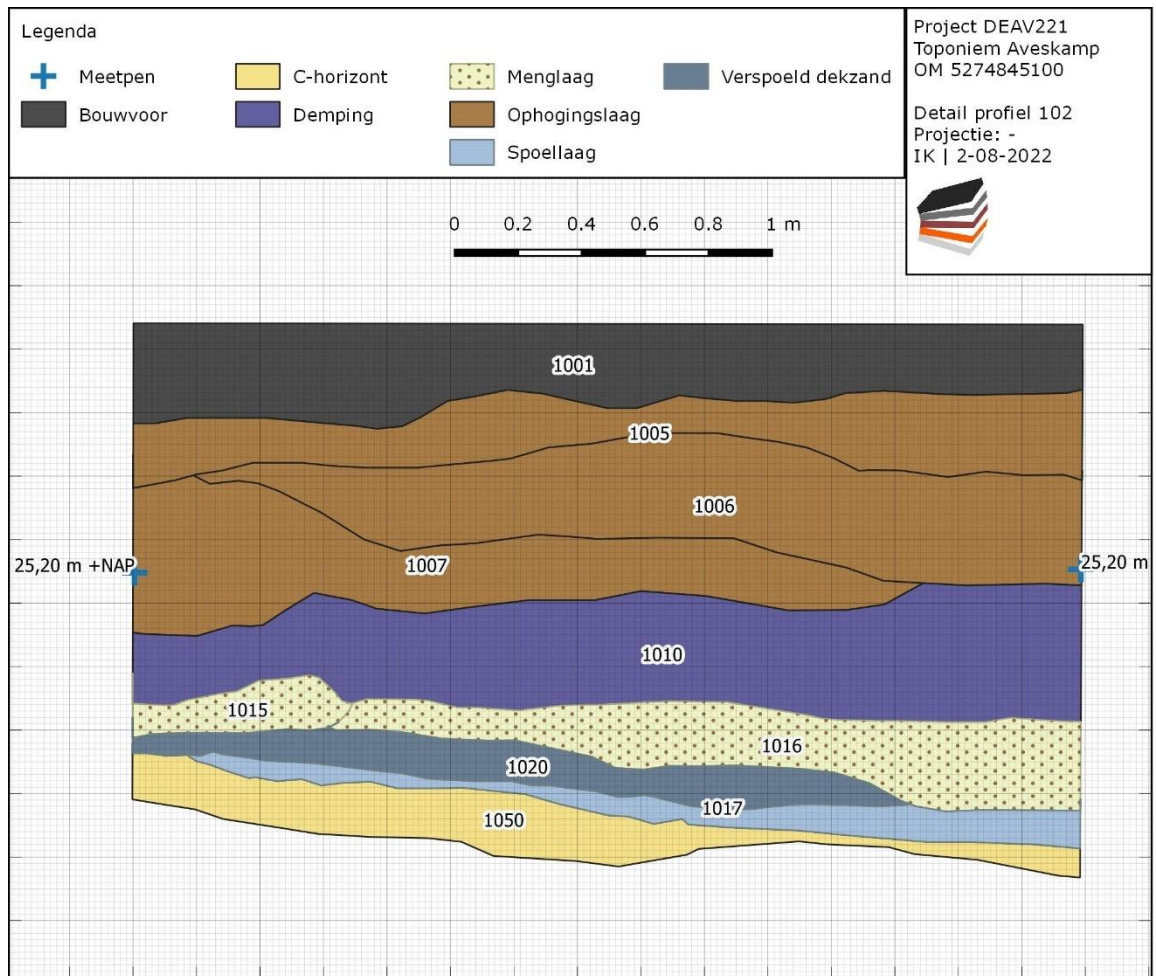 Legenda
Meetpen
C-horizont
Menglaag
Verspoeld dekzand
Bouwvoor
Demping
Ophogingslaag
Spoellaag
Project DEAV221
Toponiem Aveskamp
OM 5274845100
Detail profiel 102
Projectie: -
IK | 2-08-2022
0 0.2 0.4 0.6 0.8 1 m
1001
1005
1006
1007
25,20 m +NAP
25,20 m
1010
1015
1016
1020
1017
1050